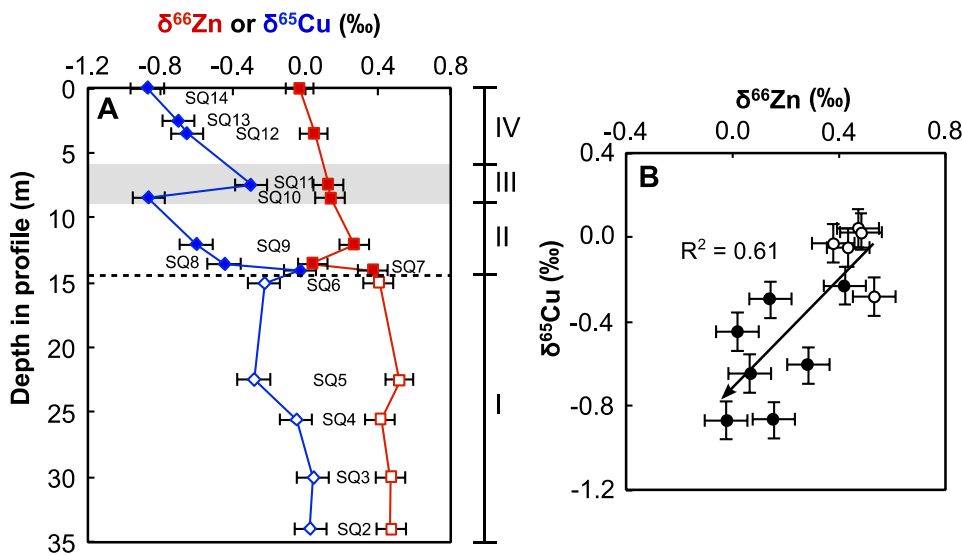 δ66Zn or δ65Cu (‰)
-1.2 -0.8 -0.4 0.0 0.4 0.8
A
Depth in profile (m)
0
5
10
15
20
25
30
35
SQ14
SQ13
SQ12
SQ11
SQ10
SQ9
SQ8
SQ7
SQ6
SQ5
SQ4
SQ3
SQ2
IV
III
II
I
δ66Zn (‰)
-0.4 0.0 0.4 0.8
B
R2 = 0.61
δ65Cu (‰)
0.4
0.0
-0.4
-0.8
-1.2